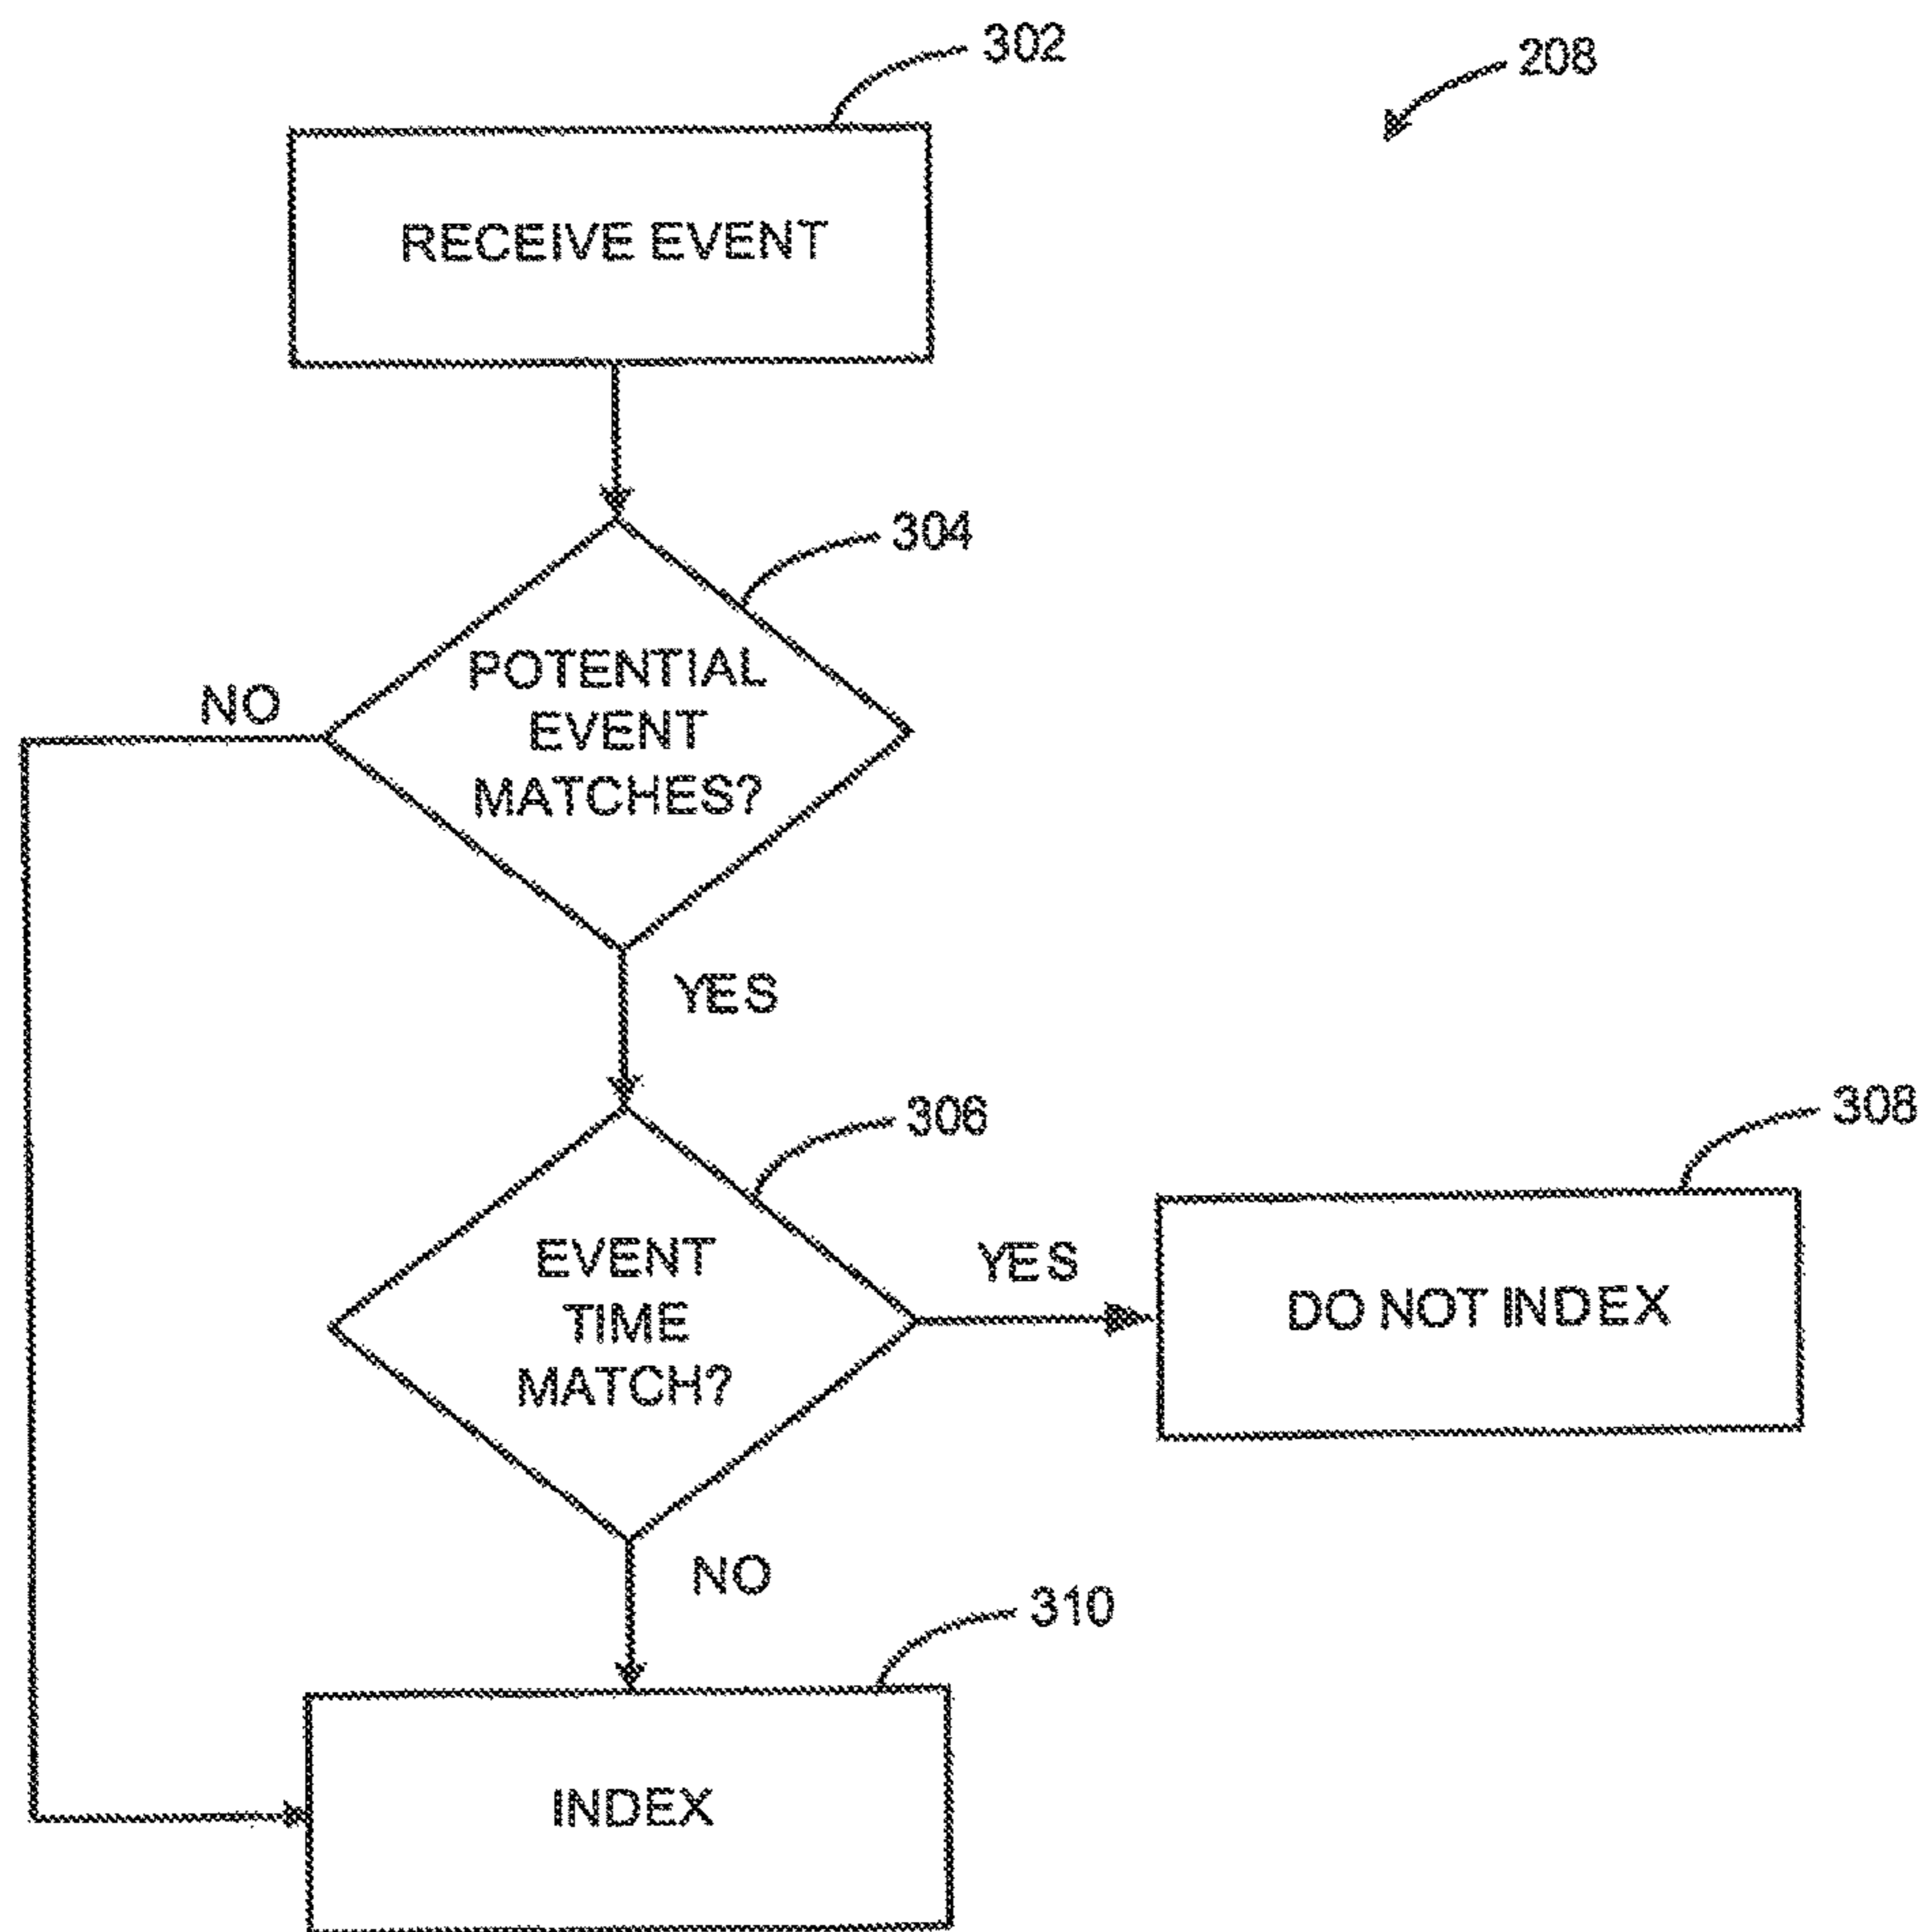 302
208
RECEIVE EVENT
304
POTENTIAL
EVENT
MATCHES?
NO
YES
306
308
EVENT
TIME
MATCH?
YES
DO NOT INDEX
NO
310
INDEX